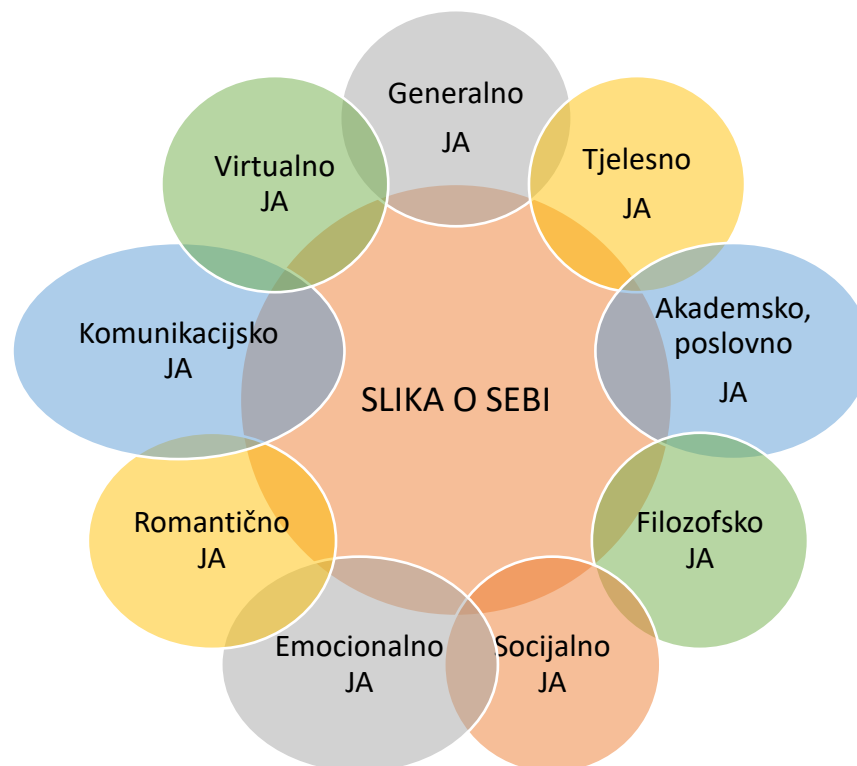 Generalno
JA
Tjelesno
JA
Akademsko,
poslovno
JA
Filozofsko
JA
Socijalno
JA
Emocionalno
JA
Romantično
JA
Komunikacijsko
JA
Virtualno
JA
SLIKA O SEBI